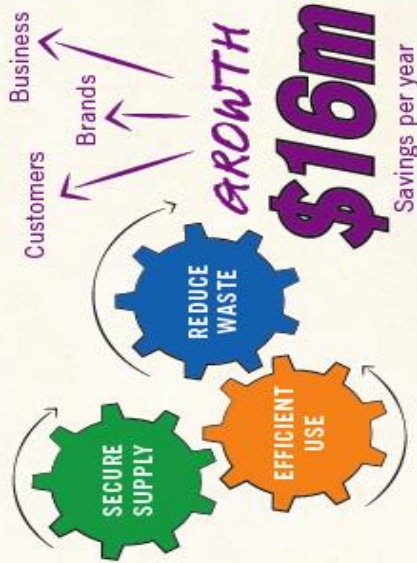 SECURE
SUPPLY
EFFICIENT
USE
REDUCE
WASTE
Customers
Brands
Business
GROWTH
$16m
Savings per year